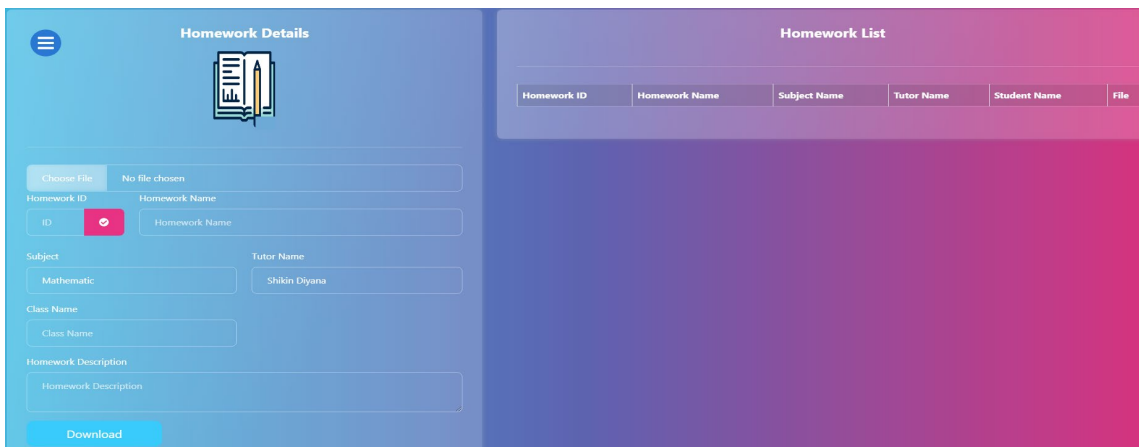 Homework Details
Choose File No file chosen
Homework ID Homework Name
ID Homework Name
Subject Tutor Name
Mathematic Shikin Diyana
Class Name
Class Name
Homework Description
Homework Description
Download
Homework List
Homework ID Homework Name Subject Name Tutor Name Student Name File